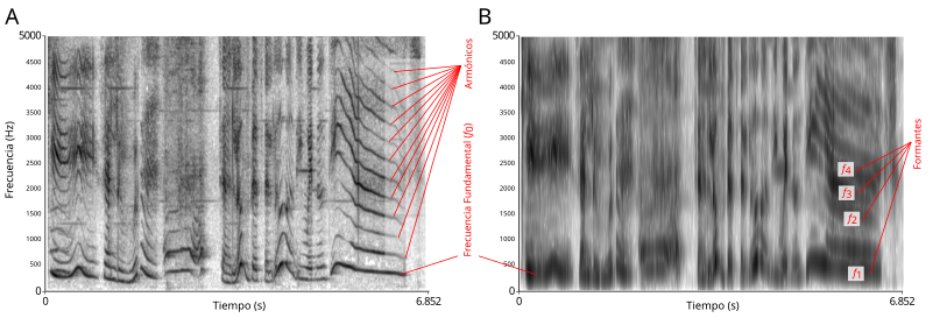 A
5000
4500
4000
3500
3000
2500
2000
1500
1000
500
0
Frecuencia (Hz)
0
Tiempo (s)
6.852
Armónicos
Frecuencia Fundamental (f0)
B
5000
4500
4000
3500
3000
2500
2000
1500
1000
500
0
0
Tiempo (s)
6.852
f4
f3
f2
f1
Formantes